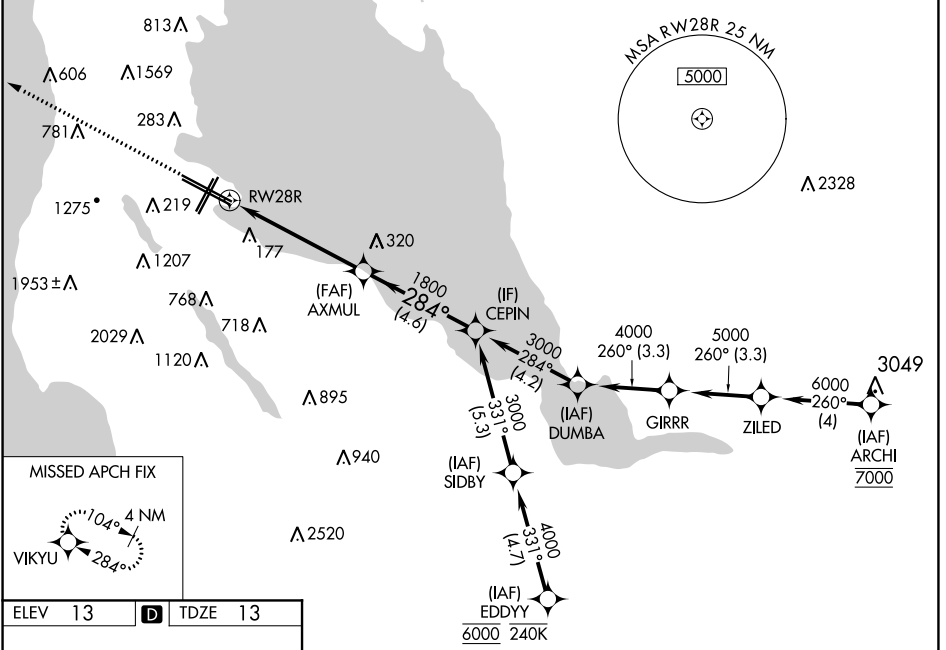 813
606
1569
283
781
MSA RW28R 25 NM
5000
2328
1275
219
RW28R
177
320
1207
1953±
768
718
2029
1120
(FAF)
AXMUL
1800
284°
(4.6)
(IF)
CEPIN
3000
284°
(4.2)
4000
260° (3.3)
5000
260° (3.3)
6000
260°
(4)
3049
(IAF)
DUMBA
GIRRR
ZILED
(IAF)
ARCHI
7000
895
940
2520
3000
331°
(5.3)
(IAF)
SIDBY
4000
331°
(4.7)
(IAF)
EDDYY
6000 240K
MISSED APCH FIX
104°
4 NM
VIKYU
284°
ELEV 13 D TDZE 13